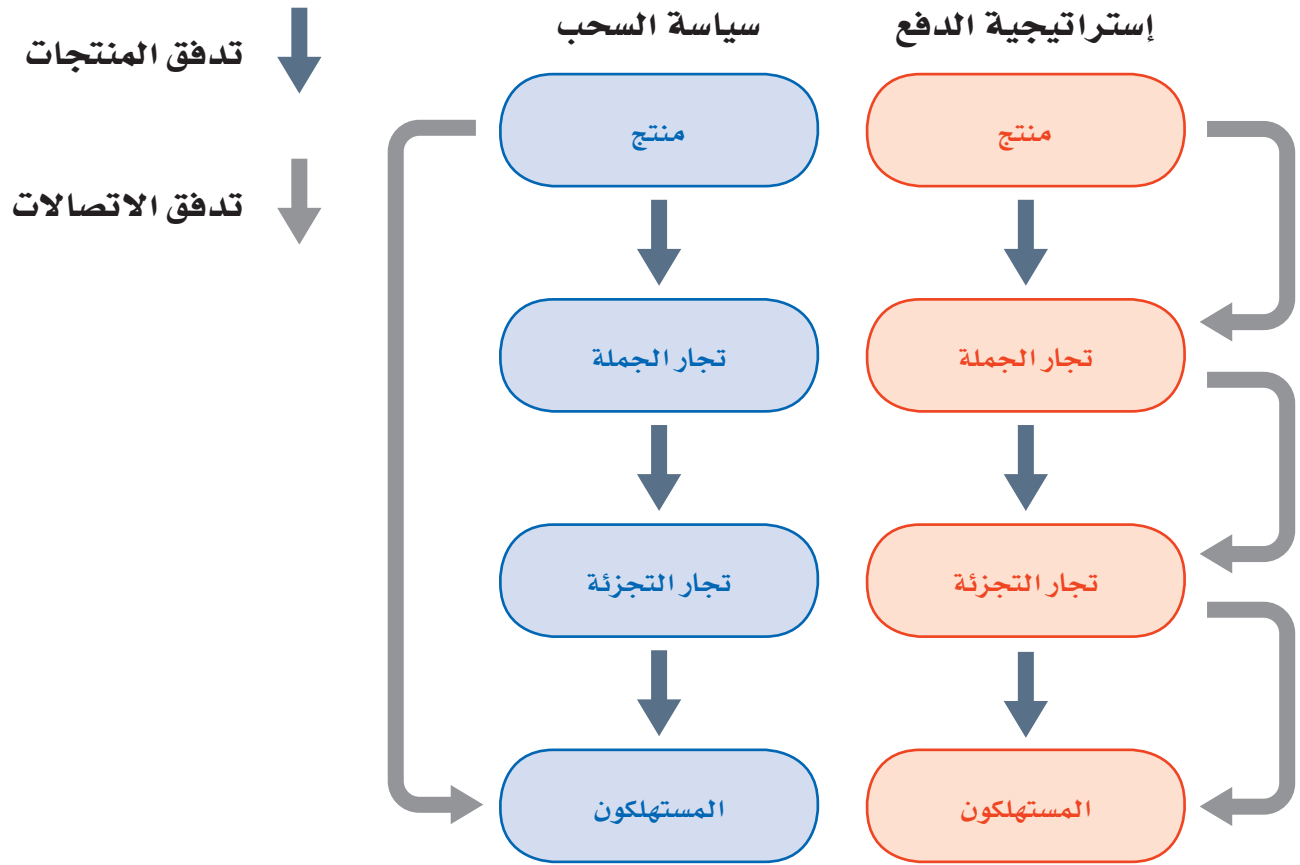 إستراتيجية الدفع
منتج
تجار الجملة
تجار التجزئة
المستهلكون
سياسة السحب
منتج
تجار الجملة
تجار التجزئة
المستهلكون
تدفق المنتجات
تدفق الاتصالات